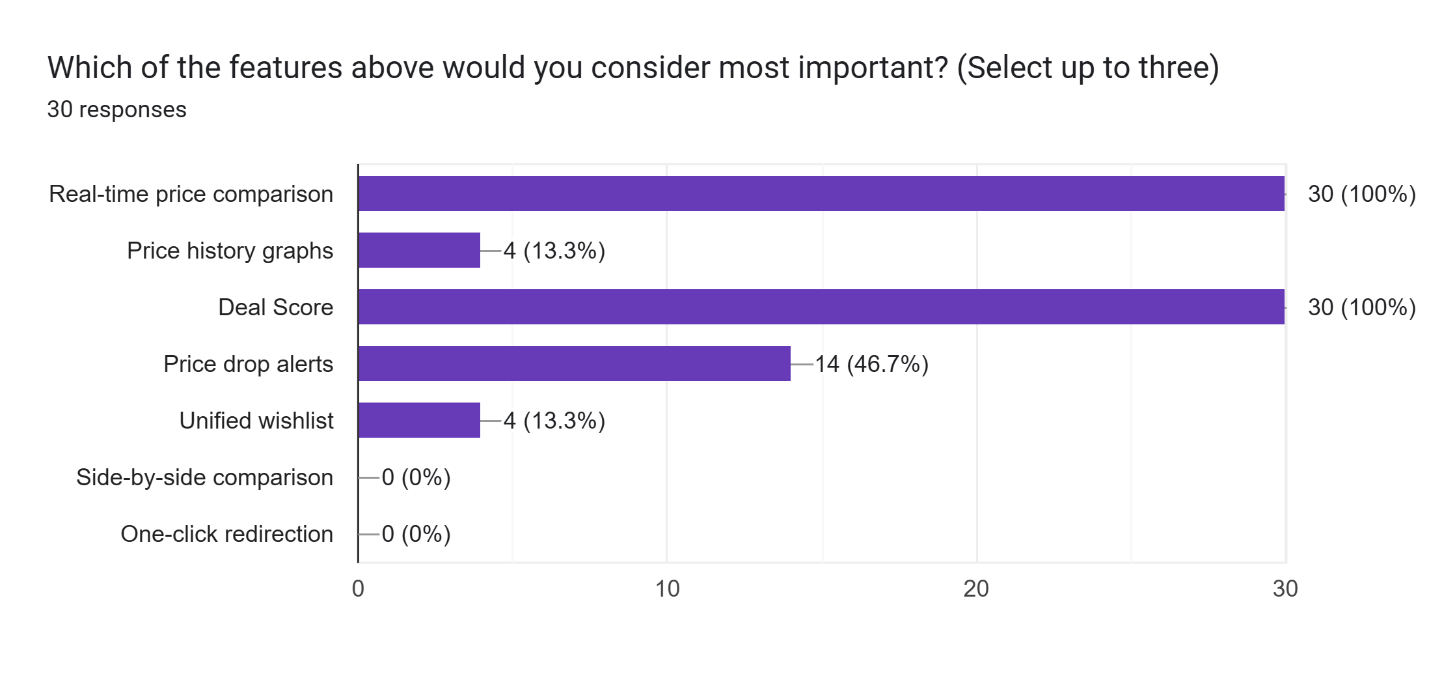 Which of the features above would you consider most important? (Select up to three)
30 responses
Real-time price comparison 30 (100%)
Price history graphs 4 (13.3%)
Deal Score 30 (100%)
Price drop alerts 14 (46.7%)
Unified wishlist 4 (13.3%)
Side-by-side comparison 0 (0%)
One-click redirection 0 (0%)
0 10 20 30